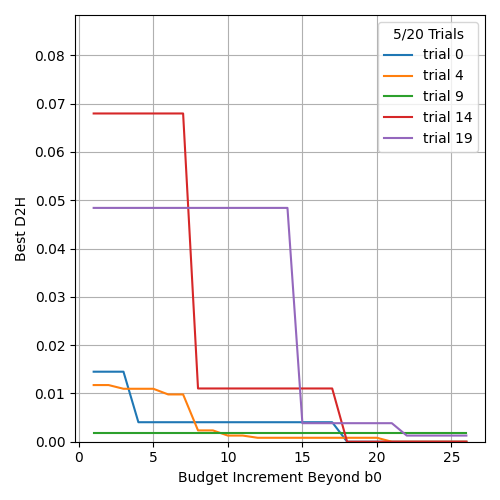 5/20 Trials
trial 0
trial 4
trial 9
trial 14
trial 19
Best D2H
0.08
0.07
0.06
0.05
0.04
0.03
0.02
0.01
0.00
0 5 10 15 20 25
Budget Increment Beyond b0